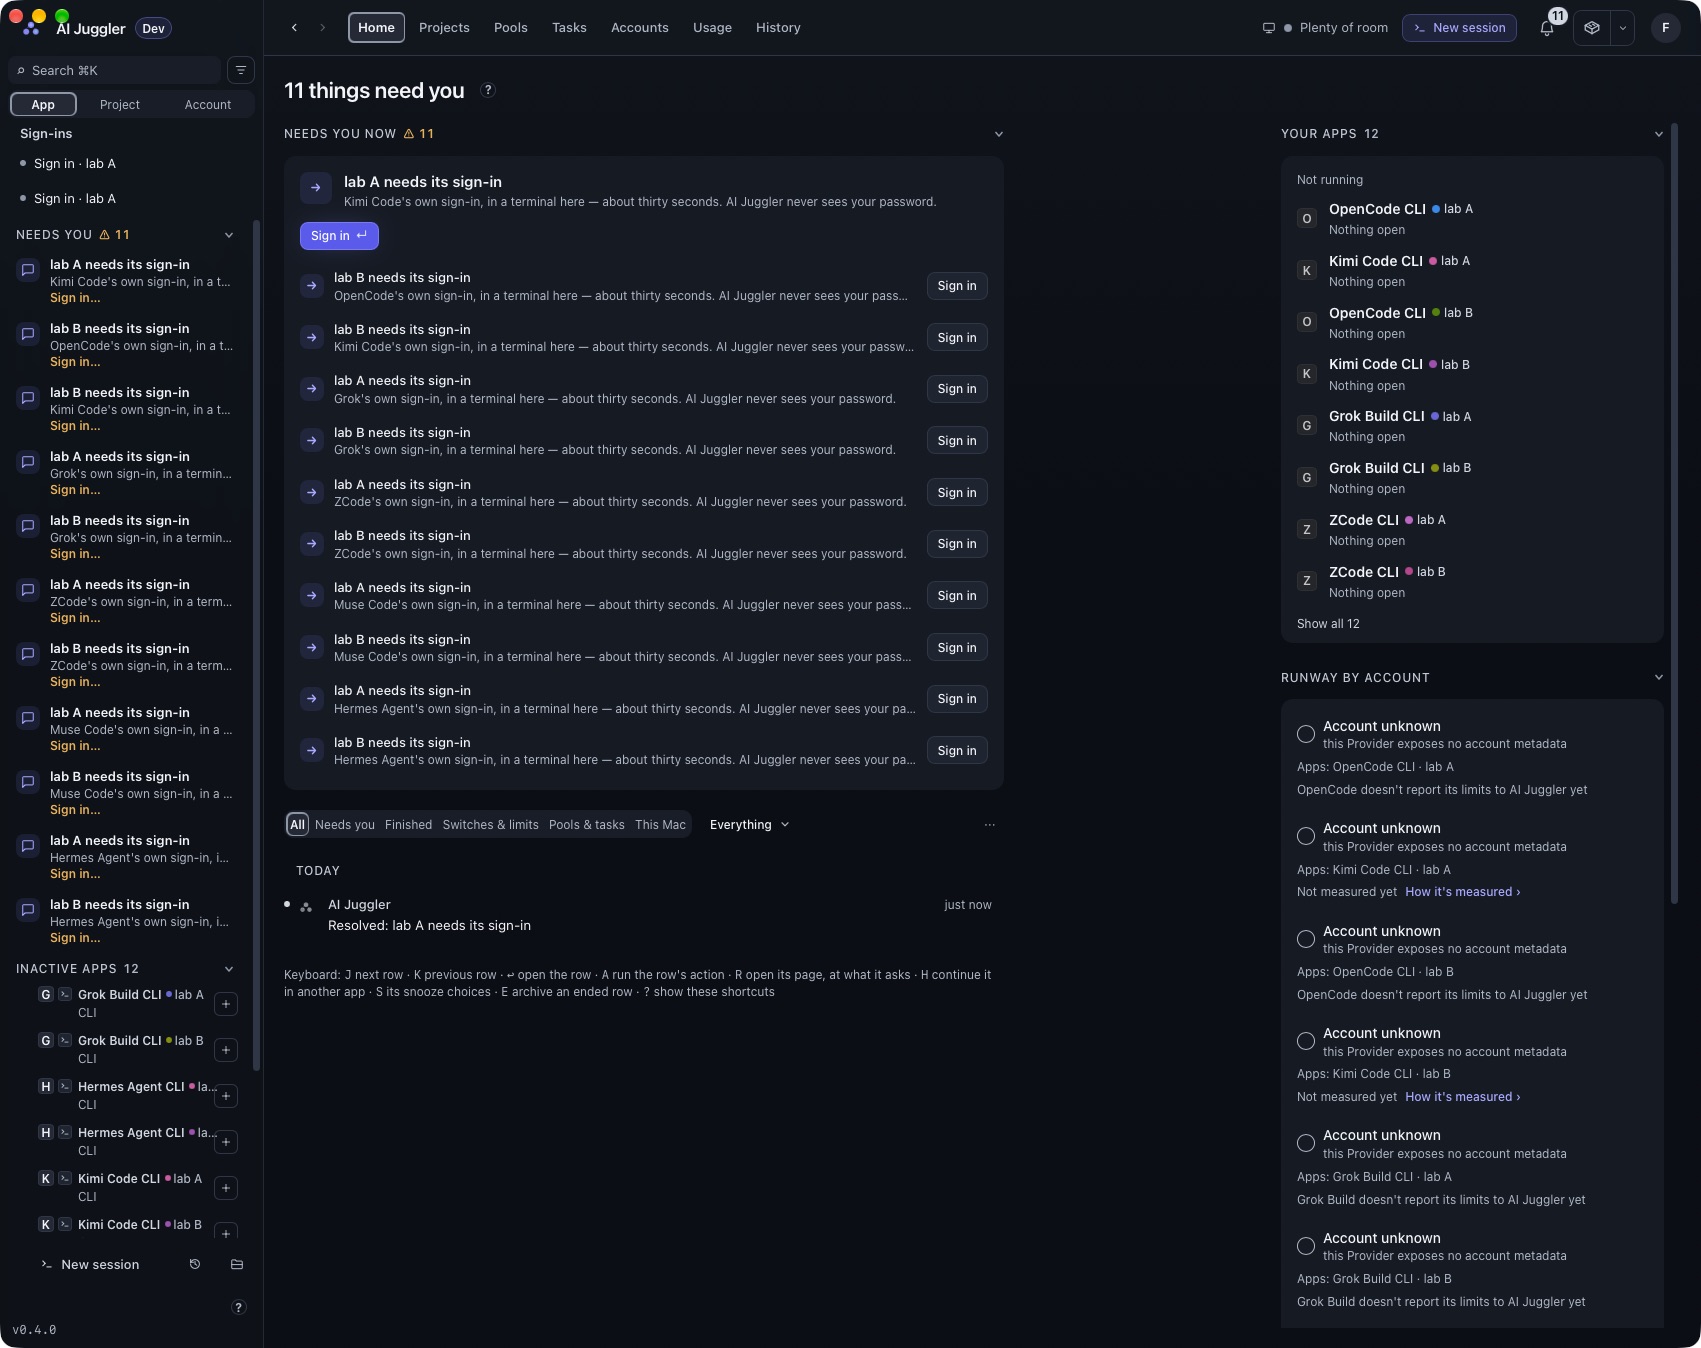 AI Juggler Dev
Search ⌘K
App Project Account
Sign-ins
Sign in · lab A
Sign in · lab A
NEEDS YOU 11
lab A needs its sign-in
Kimi Code's own sign-in, in a t...
Sign in...
lab B needs its sign-in
OpenCode's own sign-in, in a t...
Sign in...
lab B needs its sign-in
Kimi Code's own sign-in, in a t...
Sign in...
lab A needs its sign-in
Grok's own sign-in, in a termin...
Sign in...
lab B needs its sign-in
Grok's own sign-in, in a termin...
Sign in...
lab A needs its sign-in
ZCode's own sign-in, in a term...
Sign in...
lab B needs its sign-in
ZCode's own sign-in, in a term...
Sign in...
lab A needs its sign-in
Muse Code's own sign-in, in a ...
Sign in...
lab B needs its sign-in
Muse Code's own sign-in, in a ...
Sign in...
lab A needs its sign-in
Hermes Agent's own sign-in, i...
Sign in...
lab B needs its sign-in
Hermes Agent's own sign-in, i...
Sign in...
INACTIVE APPS 12
G Grok Build CLI lab A
CLI
G Grok Build CLI lab B
CLI
H Hermes Agent CLI la...
CLI
H Hermes Agent CLI la...
CLI
K Kimi Code CLI lab A
CLI
K Kimi Code CLI lab B
New session
?
v0.4.0
Home Projects Pools Tasks Accounts Usage History
Plenty of room New session 11 F
11 things need you ?
NEEDS YOU NOW 11
lab A needs its sign-in
Kimi Code's own sign-in, in a terminal here — about thirty seconds. AI Juggler never sees your password.
Sign in ↵
lab B needs its sign-in
OpenCode's own sign-in, in a terminal here — about thirty seconds. AI Juggler never sees your pass...
Sign in
lab B needs its sign-in
Kimi Code's own sign-in, in a terminal here — about thirty seconds. AI Juggler never sees your passw...
Sign in
lab A needs its sign-in
Grok's own sign-in, in a terminal here — about thirty seconds. AI Juggler never sees your password.
Sign in
lab B needs its sign-in
Grok's own sign-in, in a terminal here — about thirty seconds. AI Juggler never sees your password.
Sign in
lab A needs its sign-in
ZCode's own sign-in, in a terminal here — about thirty seconds. AI Juggler never sees your password.
Sign in
lab B needs its sign-in
ZCode's own sign-in, in a terminal here — about thirty seconds. AI Juggler never sees your password.
Sign in
lab A needs its sign-in
Muse Code's own sign-in, in a terminal here — about thirty seconds. AI Juggler never sees your pass...
Sign in
lab B needs its sign-in
Muse Code's own sign-in, in a terminal here — about thirty seconds. AI Juggler never sees your pass...
Sign in
lab A needs its sign-in
Hermes Agent's own sign-in, in a terminal here — about thirty seconds. AI Juggler never sees your pa...
Sign in
lab B needs its sign-in
Hermes Agent's own sign-in, in a terminal here — about thirty seconds. AI Juggler never sees your pa...
Sign in
All Needs you Finished Switches & limits Pools & tasks This Mac Everything ...
TODAY
AI Juggler just now
Resolved: lab A needs its sign-in
Keyboard: J next row · K previous row · ↩ open the row · A run the row's action · R open its page, at what it asks · H continue it
in another app · S its snooze choices · E archive an ended row · ? show these shortcuts
YOUR APPS 12
Not running
O OpenCode CLI lab A
Nothing open
K Kimi Code CLI lab A
Nothing open
O OpenCode CLI lab B
Nothing open
K Kimi Code CLI lab B
Nothing open
G Grok Build CLI lab A
Nothing open
G Grok Build CLI lab B
Nothing open
Z ZCode CLI lab A
Nothing open
Z ZCode CLI lab B
Nothing open
Show all 12
RUNWAY BY ACCOUNT
Account unknown
this Provider exposes no account metadata
Apps: OpenCode CLI · lab A
OpenCode doesn't report its limits to AI Juggler yet
Account unknown
this Provider exposes no account metadata
Apps: Kimi Code CLI · lab A
Not measured yet How it's measured ›
Account unknown
this Provider exposes no account metadata
Apps: OpenCode CLI · lab B
OpenCode doesn't report its limits to AI Juggler yet
Account unknown
this Provider exposes no account metadata
Apps: Kimi Code CLI · lab B
Not measured yet How it's measured ›
Account unknown
this Provider exposes no account metadata
Apps: Grok Build CLI · lab A
Grok Build doesn't report its limits to AI Juggler yet
Account unknown
this Provider exposes no account metadata
Apps: Grok Build CLI · lab B
Grok Build doesn't report its limits to AI Juggler yet